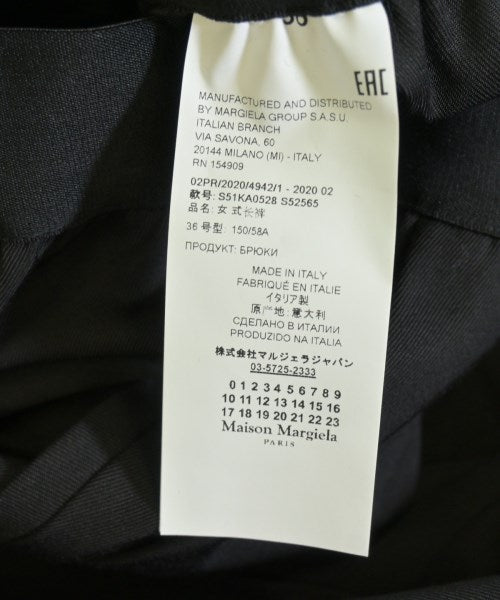 36
EAC
MANUFACTURED AND DISTRIBUTED
BY MARGIELA GROUP S.A.S.U.
ITALIAN BRANCH
VIA SAVONA, 60
20144 MILANO (MI) - ITALY
RN 154909
02PR/2020/4942/1 - 2020 02
款号: S51KA0528 S52565
品名: 女式长裤
36 号型: 150/58A
ПРОДУКТ: БРЮКИ
MADE IN ITALY
FABRIQUÉ EN ITALIE
イタリア製
原产地:意大利
СДЕЛАНО В ИТАЛИИ
PRODUZIDO NA ITALIA
株式会社マルジェラジャパン
03-5725-2333
0 1 2 3 4 5 6 7 8 9
10 11 12 13 14 15 16
17 18 19 20 21 22 23
Maison Margiela
PARIS